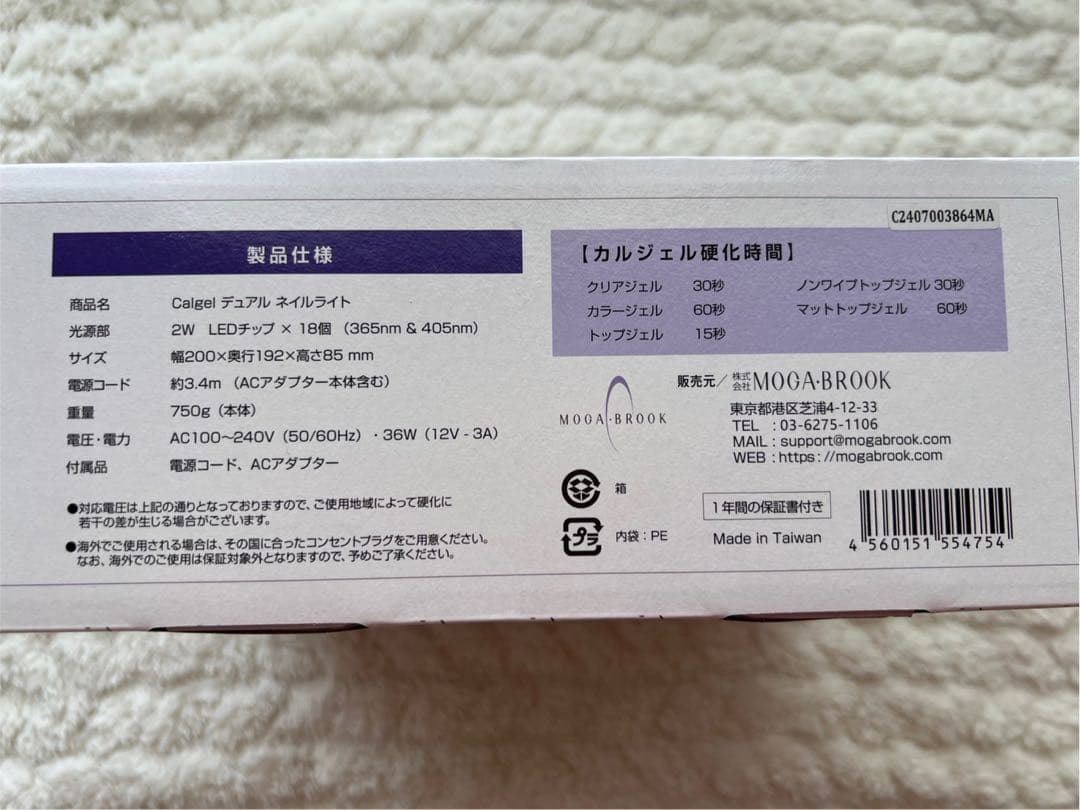 C2407003864MA
製品仕様
商品名 Calgel デュアル ネイルライト
光源部 2W LEDチップ × 18個 (365nm & 405nm)
サイズ 幅200×奥行192×高さ85 mm
電源コード 約3.4m (ACアダプター本体含む)
重量 750g(本体)
電圧・電力 AC100〜240V(50/60Hz)・36W(12V - 3A)
付属品 電源コード、ACアダプター
●対応電圧は上記の通りとなっておりますので、ご使用地域によって硬化に
若干の差が生じる場合がございます。
●海外でご使用される場合は、その国に合ったコンセントプラグをご用意ください。
なお、海外でのご使用は保証対象外となりますので、予めご了承ください。
【カルジェル硬化時間】
クリアジェル 30秒 ノンワイプトップジェル 30秒
カラージェル 60秒 マットトップジェル 60秒
トップジェル 15秒
MOGA・BROOK
販売元/株式会社MOGA・BROOK
東京都港区芝浦4-12-33
TEL :03-6275-1106
MAIL:support@mogabrook.com
WEB:https://mogabrook.com
箱
プラ 内袋:PE
1年間の保証書付き
Made in Taiwan
4 560151 554754